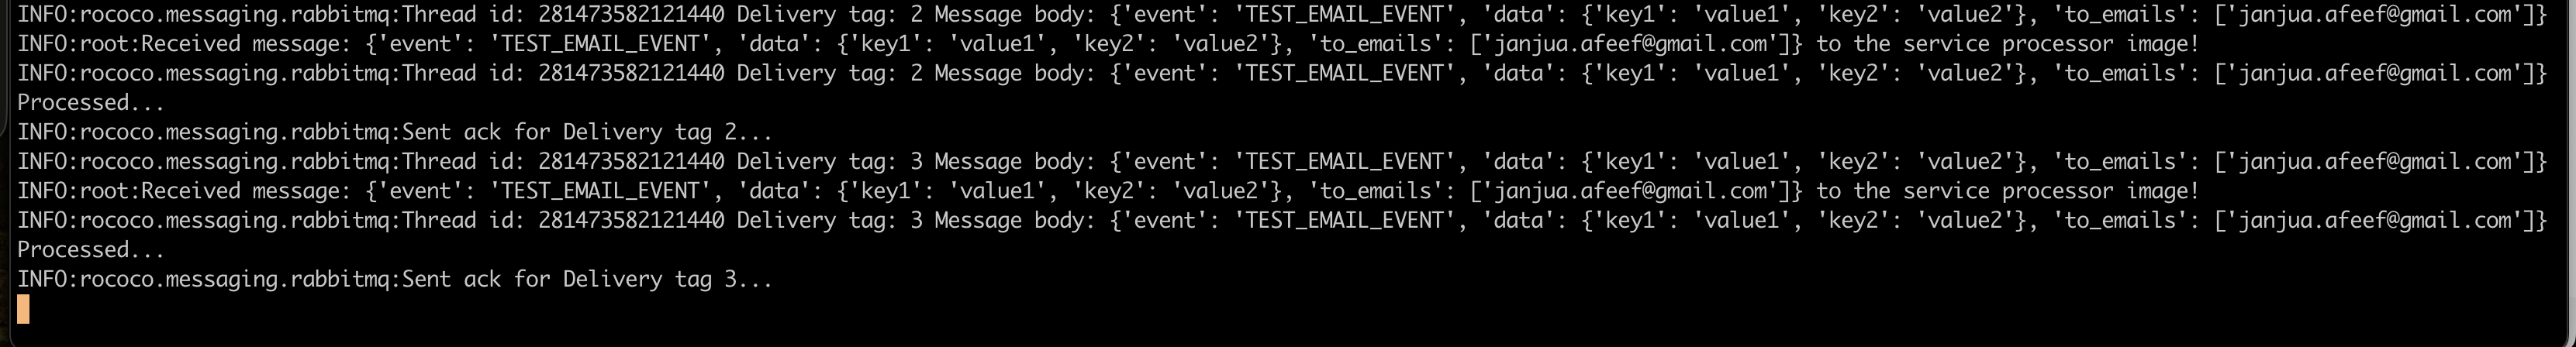 INFO:rococo.messaging.rabbitmq:Thread id: 281473582121440 Delivery tag: 2 Message body: {'event': 'TEST_EMAIL_EVENT', 'data': {'key1': 'value1', 'key2': 'value2'}, 'to_emails': ['janjua.afeef@gmail.com']}
INFO:root:Received message: {'event': 'TEST_EMAIL_EVENT', 'data': {'key1': 'value1', 'key2': 'value2'}, 'to_emails': ['janjua.afeef@gmail.com']} to the service processor image!
INFO:rococo.messaging.rabbitmq:Thread id: 281473582121440 Delivery tag: 2 Message body: {'event': 'TEST_EMAIL_EVENT', 'data': {'key1': 'value1', 'key2': 'value2'}, 'to_emails': ['janjua.afeef@gmail.com']}
Processed...
INFO:rococo.messaging.rabbitmq:Sent ack for Delivery tag 2...
INFO:rococo.messaging.rabbitmq:Thread id: 281473582121440 Delivery tag: 3 Message body: {'event': 'TEST_EMAIL_EVENT', 'data': {'key1': 'value1', 'key2': 'value2'}, 'to_emails': ['janjua.afeef@gmail.com']}
INFO:root:Received message: {'event': 'TEST_EMAIL_EVENT', 'data': {'key1': 'value1', 'key2': 'value2'}, 'to_emails': ['janjua.afeef@gmail.com']} to the service processor image!
INFO:rococo.messaging.rabbitmq:Thread id: 281473582121440 Delivery tag: 3 Message body: {'event': 'TEST_EMAIL_EVENT', 'data': {'key1': 'value1', 'key2': 'value2'}, 'to_emails': ['janjua.afeef@gmail.com']}
Processed...
INFO:rococo.messaging.rabbitmq:Sent ack for Delivery tag 3...